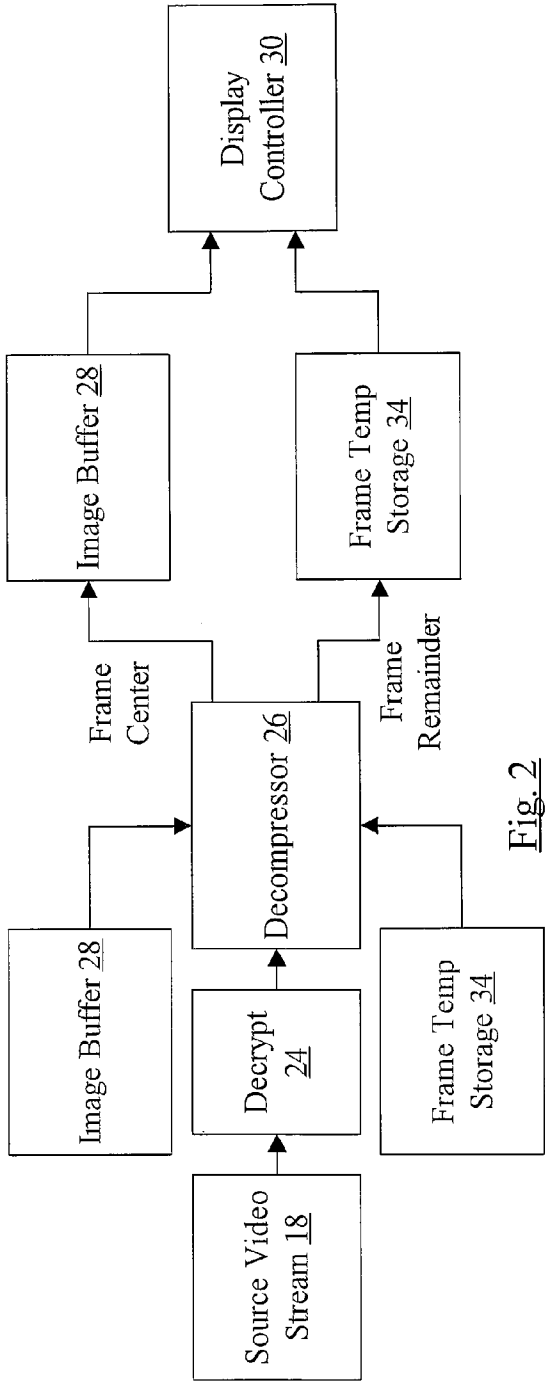 Image Buffer 28
Image Buffer 28
Frame
Center
Source Video
Stream 18
Decrypt
24
Decompressor 26
Display
Controller 30
Frame
Remainder
Frame Temp
Storage 34
Frame Temp
Storage 34
Fig. 2